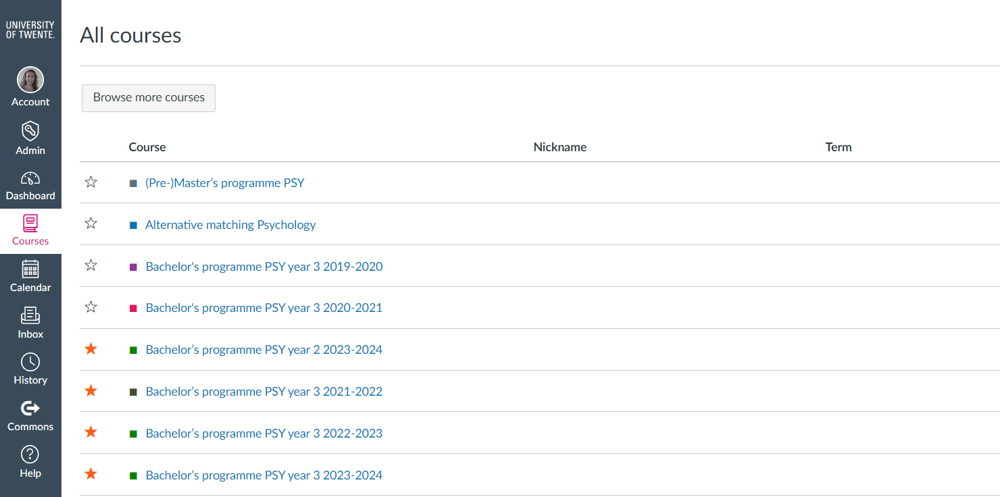 UNIVERSITY
OF TWENTE.
Account
Admin
Dashboard
Courses
Calendar
Inbox
History
Commons
Help
All courses
Browse more courses
Course Nickname Term
(Pre-)Master’s programme PSY
Alternative matching Psychology
Bachelor's programme PSY year 3 2019-2020
Bachelor's programme PSY year 3 2020-2021
Bachelor’s programme PSY year 2 2023-2024
Bachelor’s programme PSY year 3 2021-2022
Bachelor’s programme PSY year 3 2022-2023
Bachelor’s programme PSY year 3 2023-2024